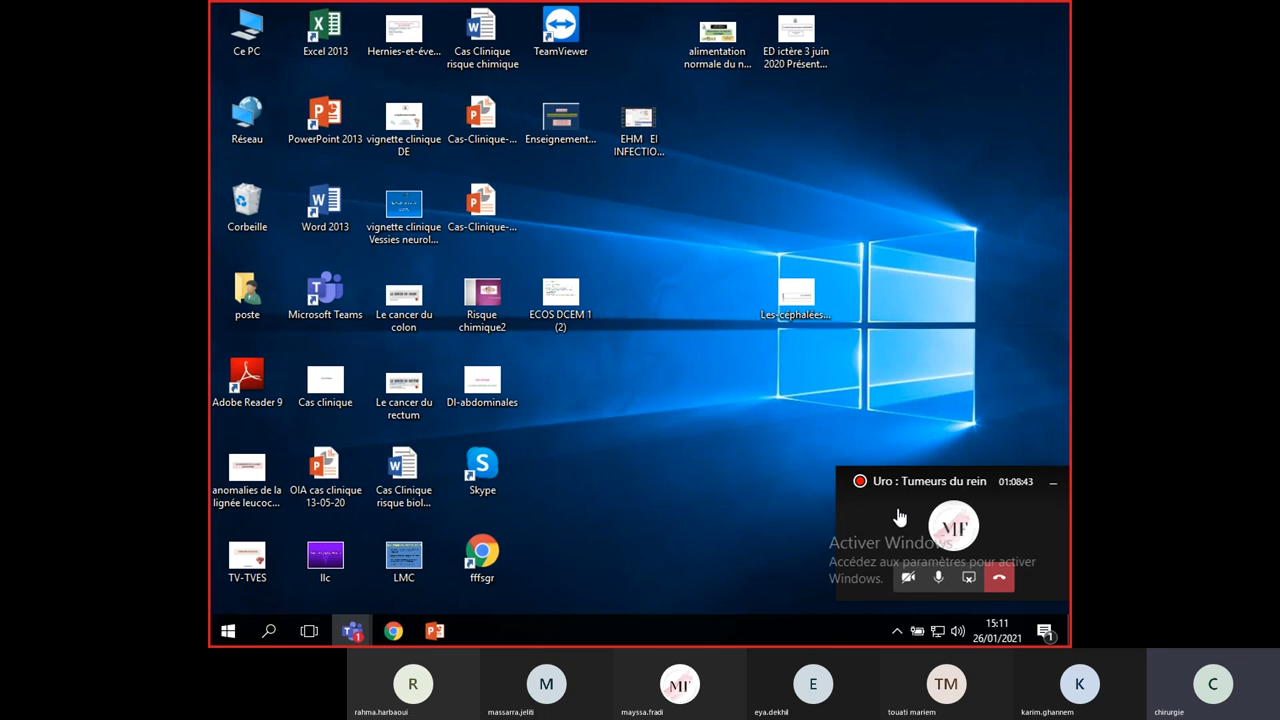 Ce PC
Excel 2013
Hernies-et-éve...
Cas Clinique
risque chimique
TeamViewer
alimentation
normale du n...
ED ictère 3 juin
2020 Présent...
Réseau
PowerPoint 2013
vignette clinique
DE
Cas-Clinique-...
Enseignement...
EHM EI
INFECTIO...
Corbeille
Word 2013
vignette clinique
Vessies neurol...
Cas-Clinique-...
poste
Microsoft Teams
Le cancer du
colon
Risque
chimique2
ECOS DCEM 1
(2)
Les-céphalées...
Adobe Reader 9
Cas clinique
Le cancer du
rectum
DI-abdominales
anomalies de la
lignée leucoc...
OIA cas clinique
13-05-20
Cas Clinique
risque biol...
Skype
Uro : Tumeurs du rein
01:08:43
MF
Activer Windows
Accédez aux paramètres pour activer
Windows.
TV-TVES
llc
LMC
fffsgr
1
15:11
26/01/2021
1
R
M
MF
E
TM
K
C
rahma.harbaoui
massarra.jeliti
mayssa.fradi
eya.dekhil
touati mariem
karim.ghannem
chirurgie